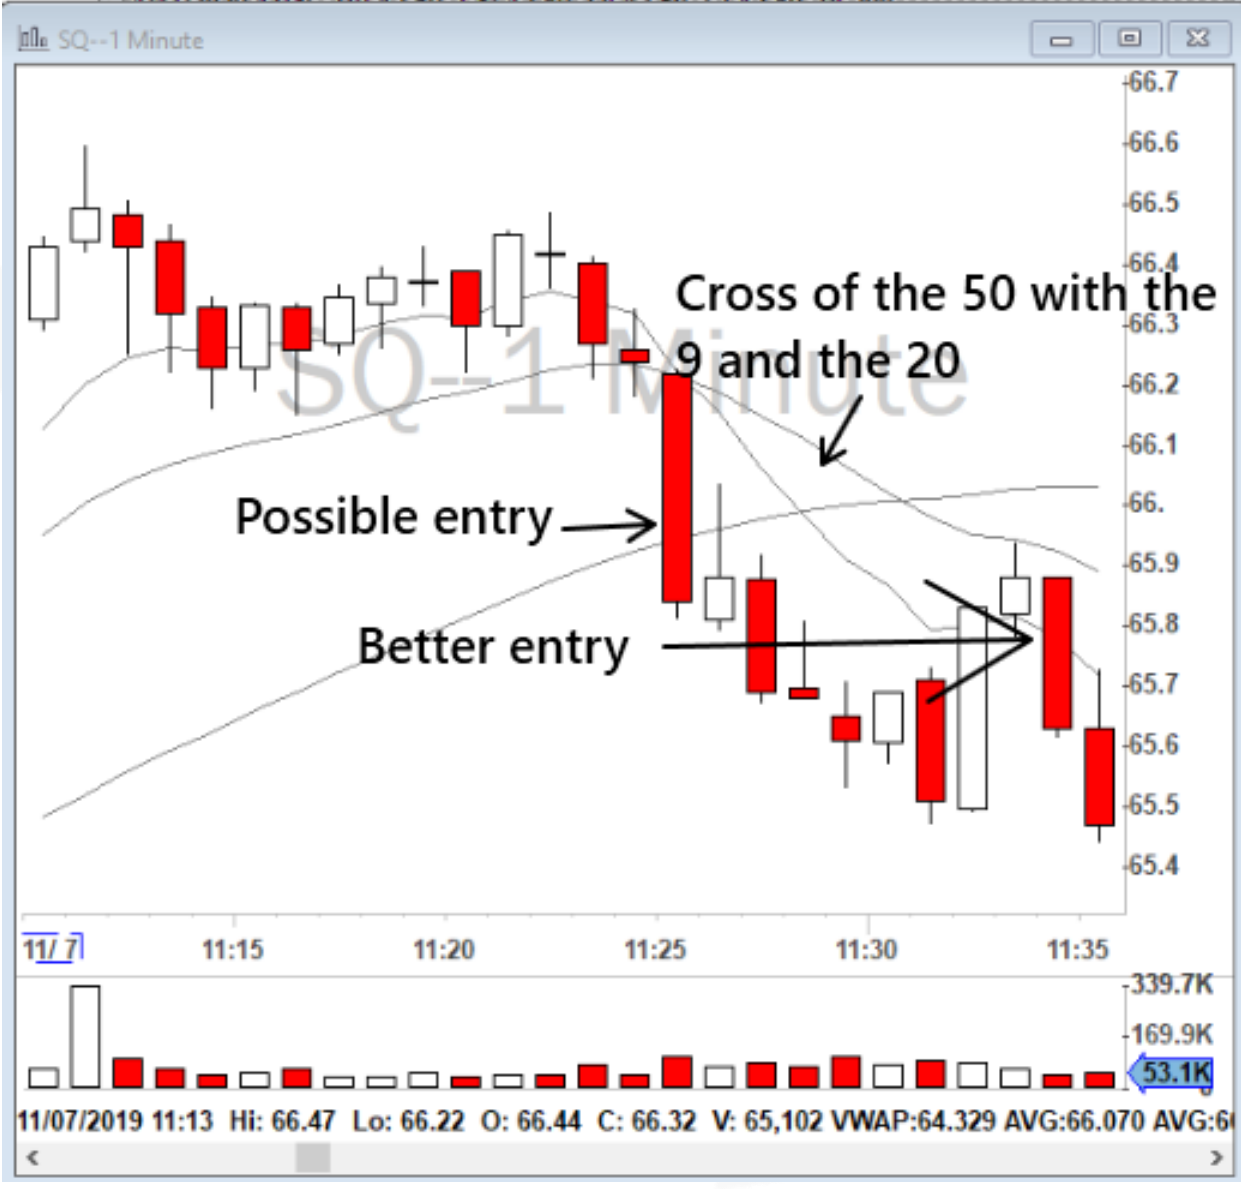 SQ--1 Minute
66.7
66.6
66.5
66.4
Cross of the 50 with the
66.3
SQ--1 Minute
9 and the 20
66.2
66.1
Possible entry
66.
65.9
Better entry
65.8
65.7
65.6
65.5
65.4
11/ 7
11:15
11:20
11:25
11:30
11:35
339.7K
169.9K
53.1K
11/07/2019 11:13 Hi: 66.47 Lo: 66.22 O: 66.44 C: 66.32 V: 65,102 VWAP:64.329 AVG:66.070 AVG:6